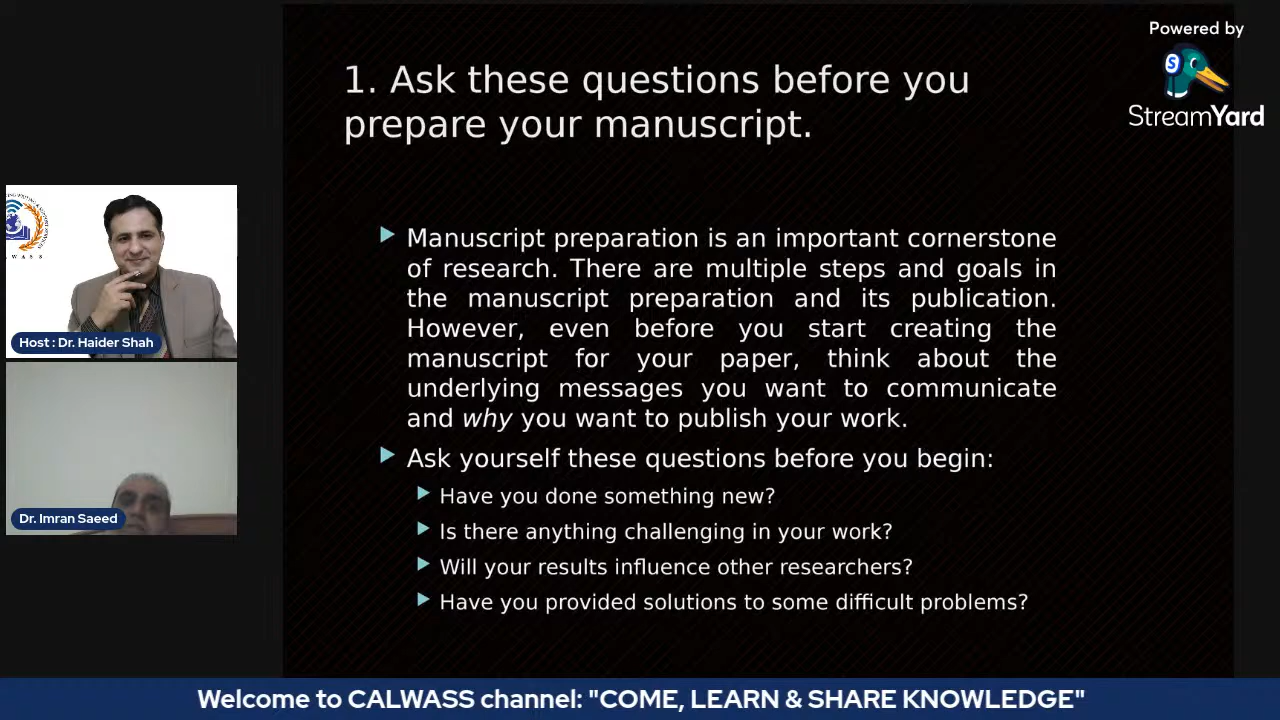 Powered by
StreamYard
1. Ask these questions before you
prepare your manuscript.
Manuscript preparation is an important cornerstone
of research. There are multiple steps and goals in
the manuscript preparation and its publication.
However, even before you start creating the
manuscript for your paper, think about the
underlying messages you want to communicate
and why you want to publish your work.
Ask yourself these questions before you begin:
Have you done something new?
Is there anything challenging in your work?
Will your results influence other researchers?
Have you provided solutions to some difficult problems?
Host : Dr. Haider Shah
Dr. Imran Saeed
Welcome to CALWASS channel: "COME, LEARN & SHARE KNOWLEDGE"